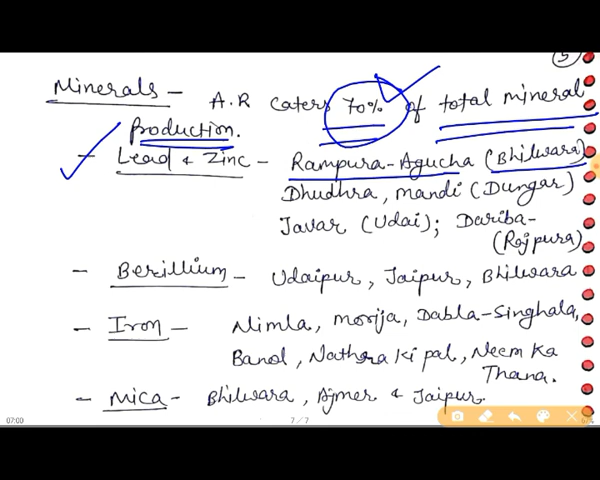 5
Minerals - A.R caters 70% of total mineral
production.
- Lead & Zinc - Rampura-Agucha (Bhilwara)
Dhudhra, mandi (Dungar)
Javar (Udai); Dariba-
(Rajpura)
- Berillium - Udaipur, Jaipur, Bhilwara
- Iron - Nimla, morija, Dabla-Singhala,
Banol, Nathra ki pal, Neem Ka
Thana.
- Mica - Bhilwara, Ajmer & Jaipur.
07:00
7/7